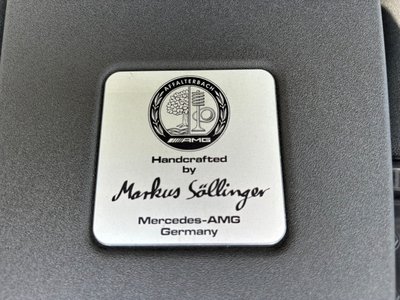 AFFALTERBACH
AMG
Handcrafted
by
Markus Söllinger
Mercedes-AMG
Germany